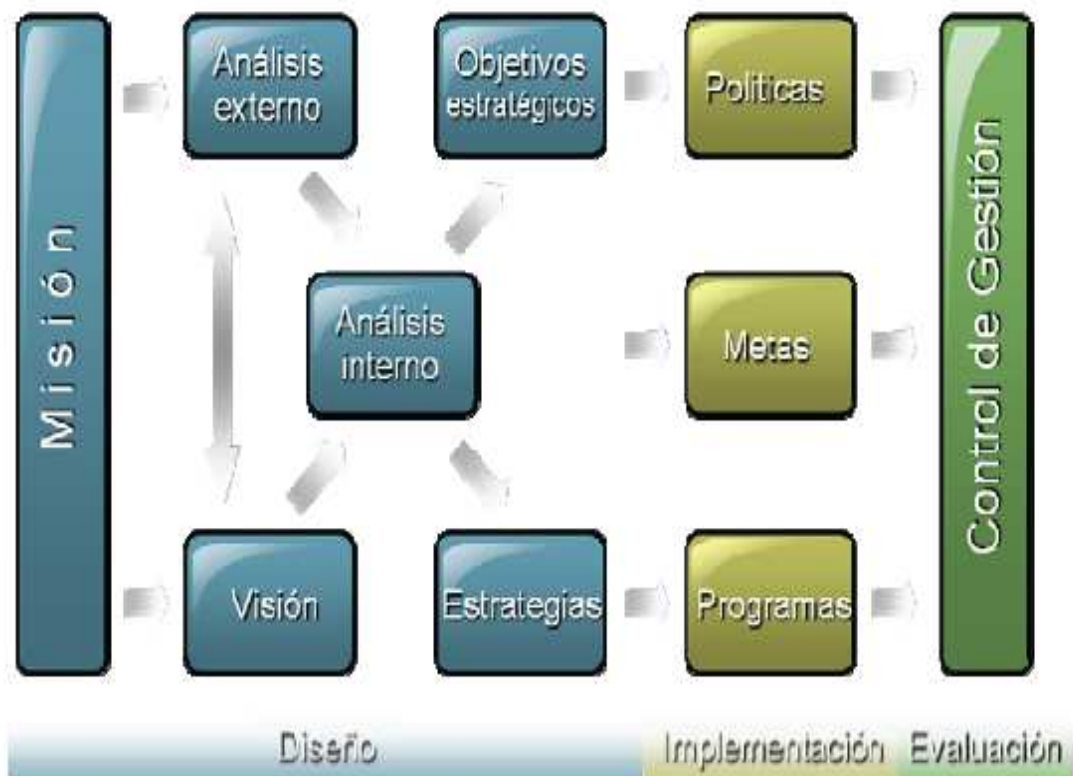 Misión
Análisis
externo
Objetivos
estratégicos
Políticas
Análisis
interno
Metas
Visión
Estrategias
Programas
Control de Gestión
Diseño
Implementación
Evaluación